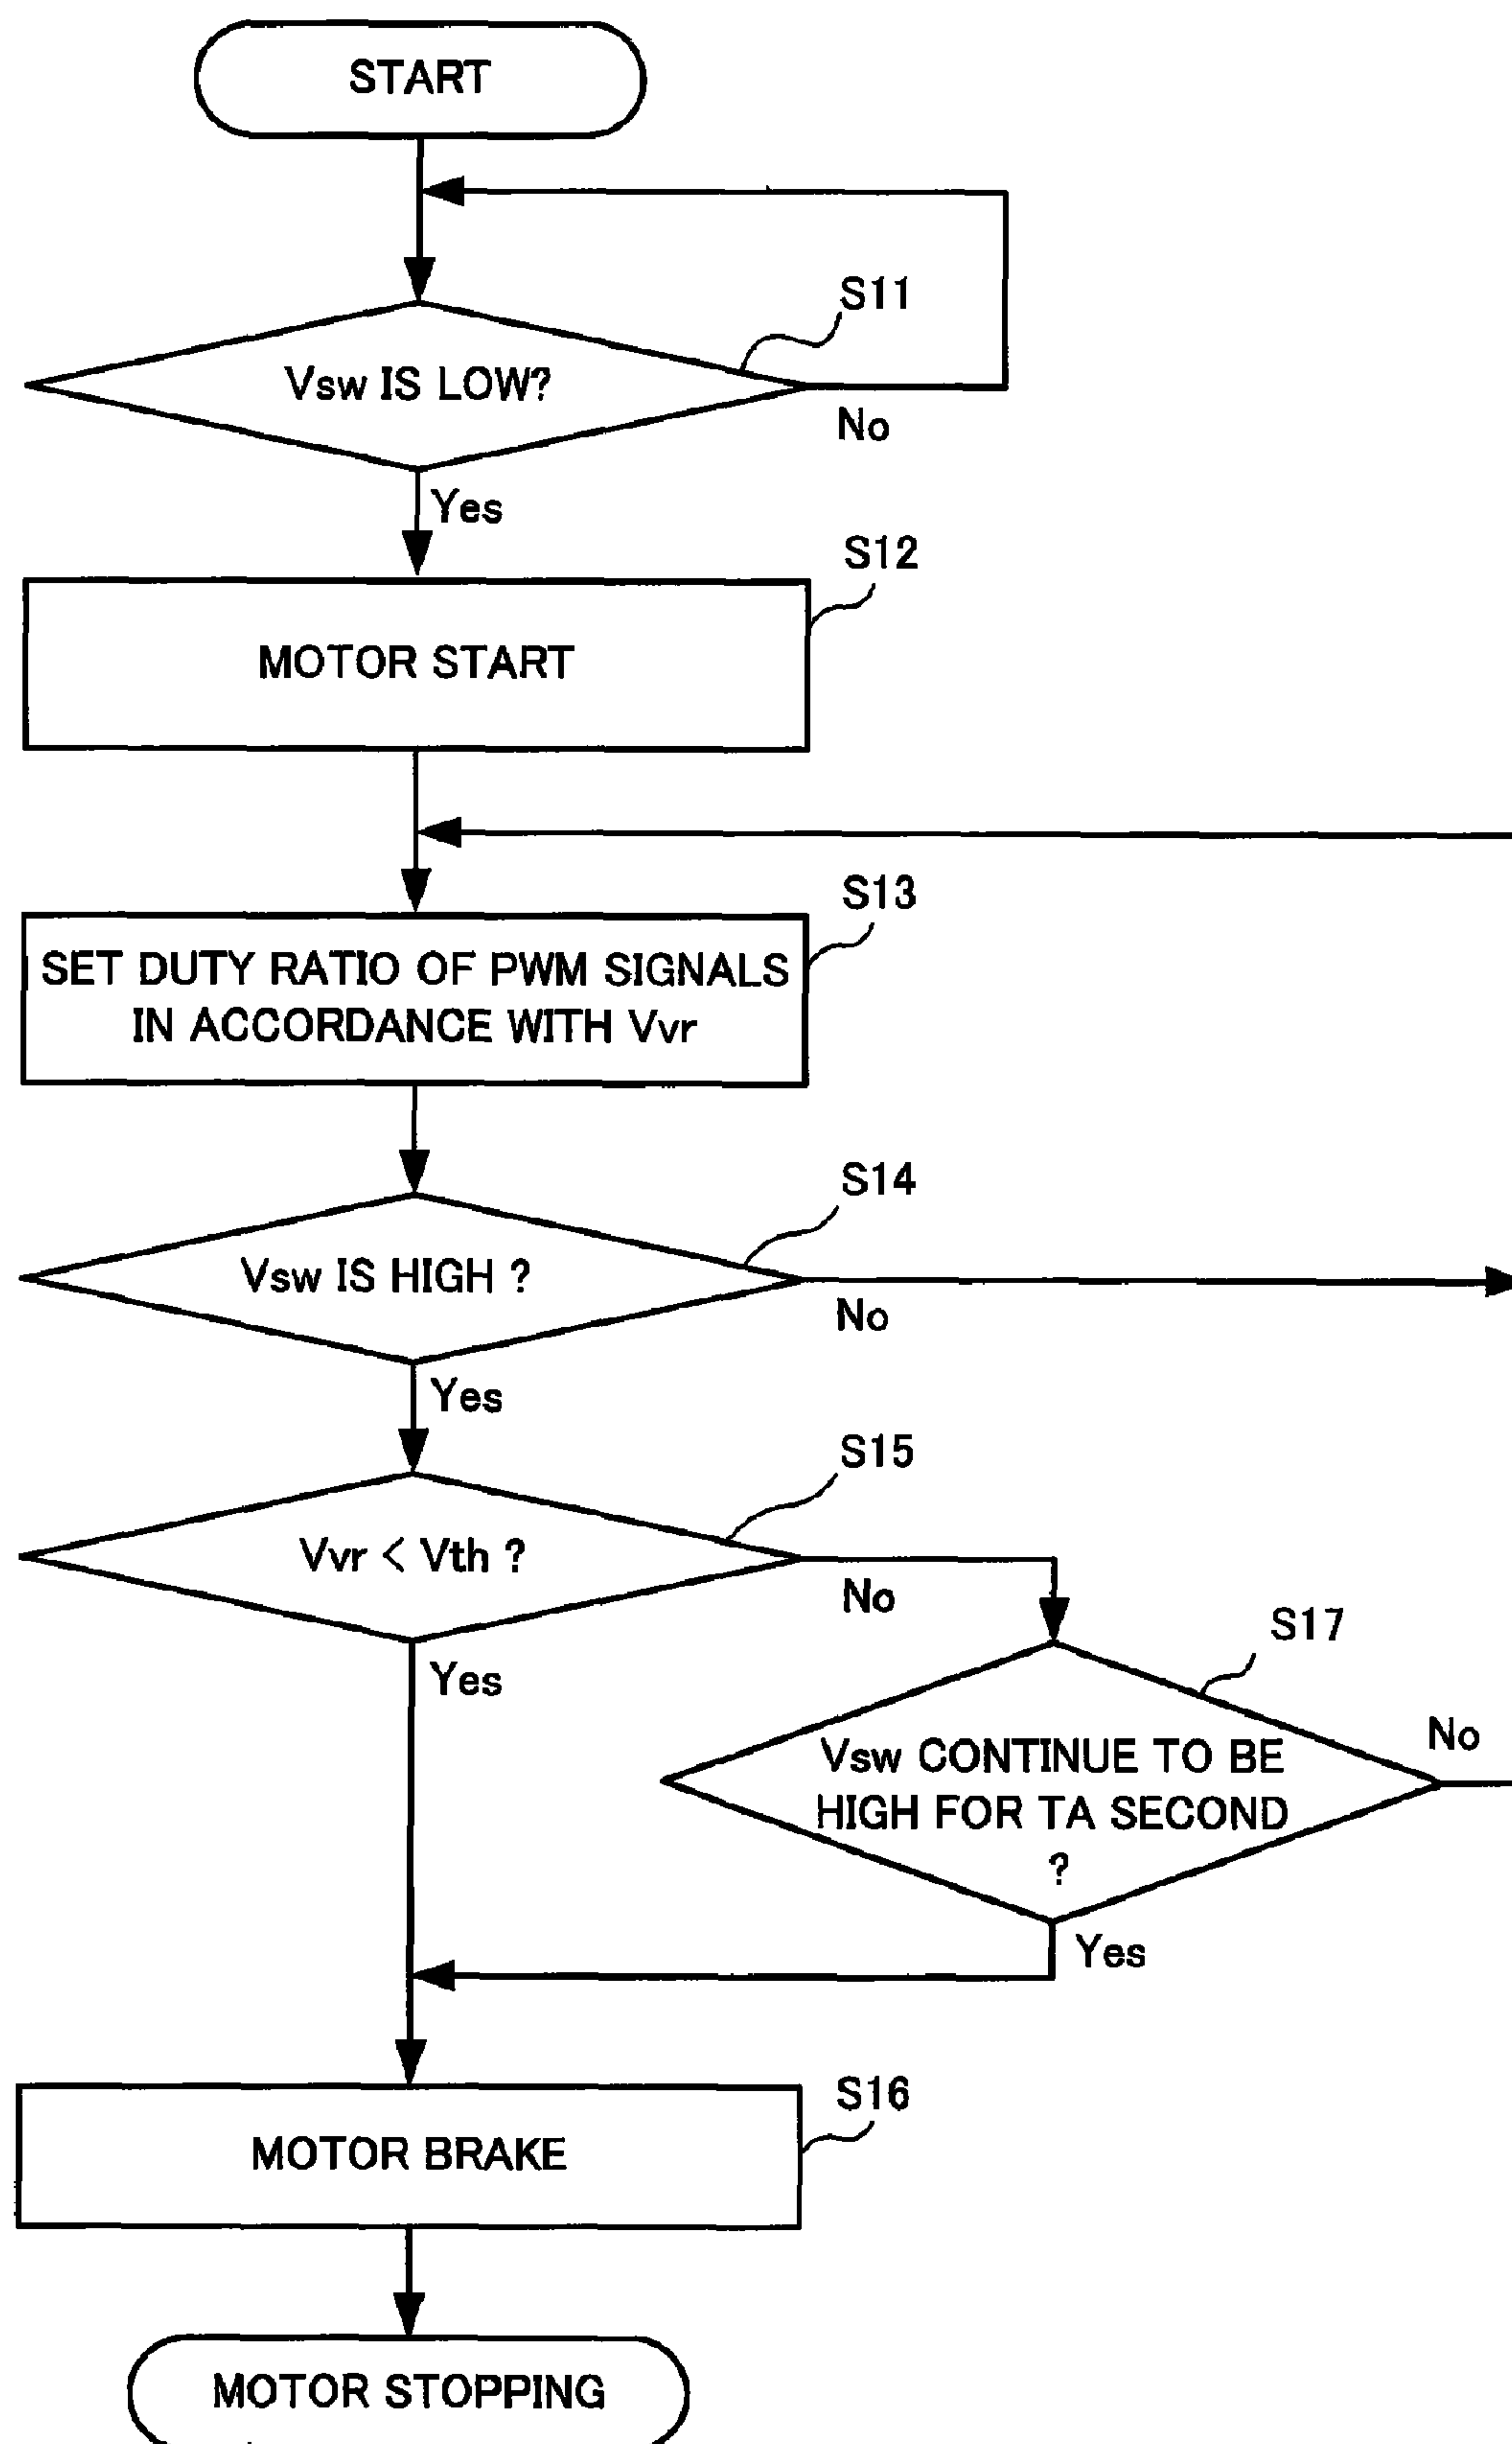 START
S11
Vsw IS LOW?
No
Yes
S12
MOTOR START
S13
SET DUTY RATIO OF PWM SIGNALS
IN ACCORDANCE WITH Vvr
S14
Vsw IS HIGH ?
No
Yes
S15
Vvr < Vth ?
No
Yes
S17
Vsw CONTINUE TO BE
HIGH FOR TA SECOND
?
No
Yes
S16
MOTOR BRAKE
MOTOR STOPPING